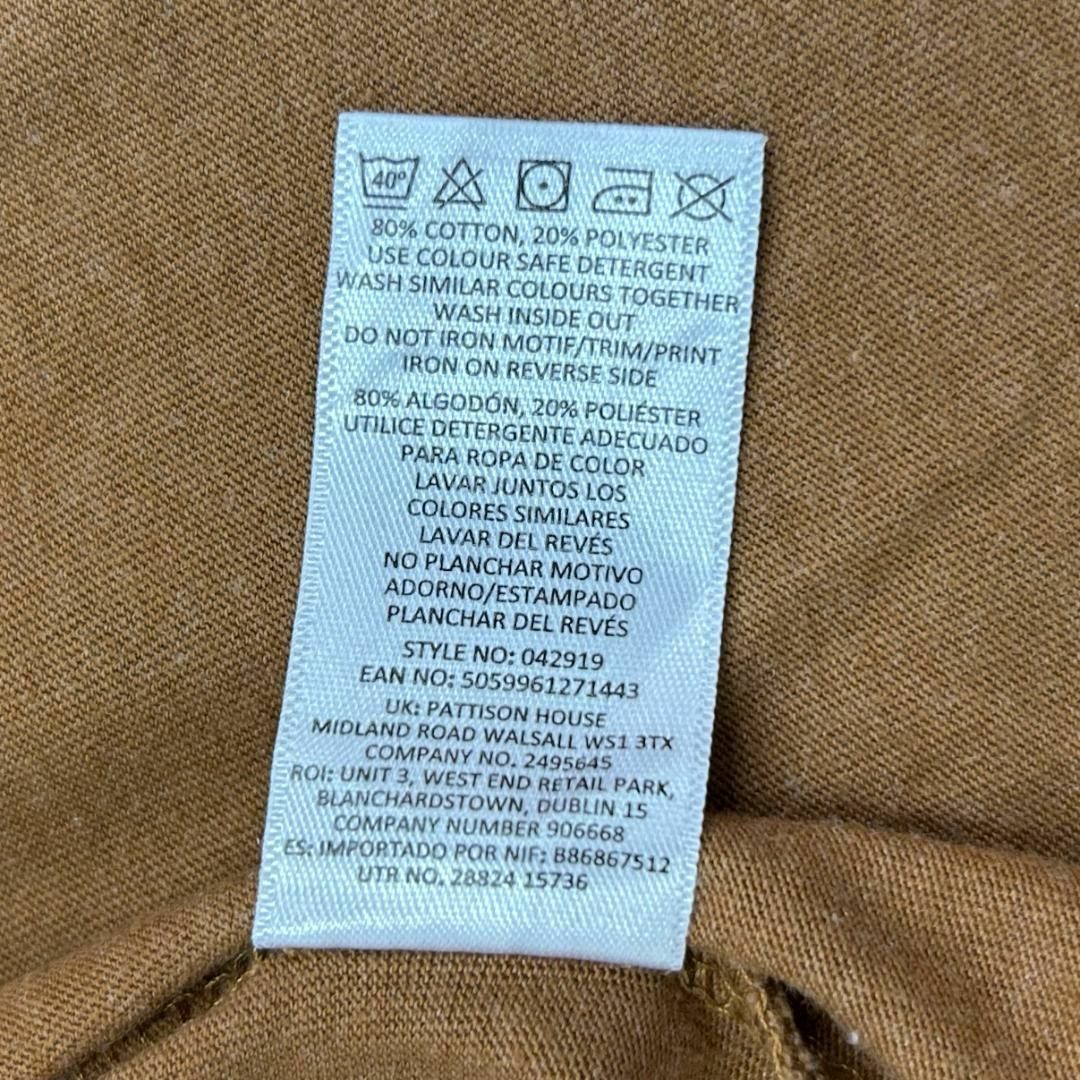 40°
80% COTTON, 20% POLYESTER
USE COLOUR SAFE DETERGENT
WASH SIMILAR COLOURS TOGETHER
WASH INSIDE OUT
DO NOT IRON MOTIF/TRIM/PRINT
IRON ON REVERSE SIDE
80% ALGODÓN, 20% POLIÉSTER
UTILICE DETERGENTE ADECUADO
PARA ROPA DE COLOR
LAVAR JUNTOS LOS
COLORES SIMILARES
LAVAR DEL REVÉS
NO PLANCHAR MOTIVO
ADORNO/ESTAMPADO
PLANCHAR DEL REVÉS
STYLE NO: 042919
EAN NO: 5059961271443
UK: PATTISON HOUSE
MIDLAND ROAD WALSALL WS1 3TX
COMPANY NO. 2495645
ROI: UNIT 3, WEST END RETAIL PARK,
BLANCHARDSTOWN, DUBLIN 15
COMPANY NUMBER 906668
ES: IMPORTADO POR NIF: B86867512
UTR NO. 28824 15736